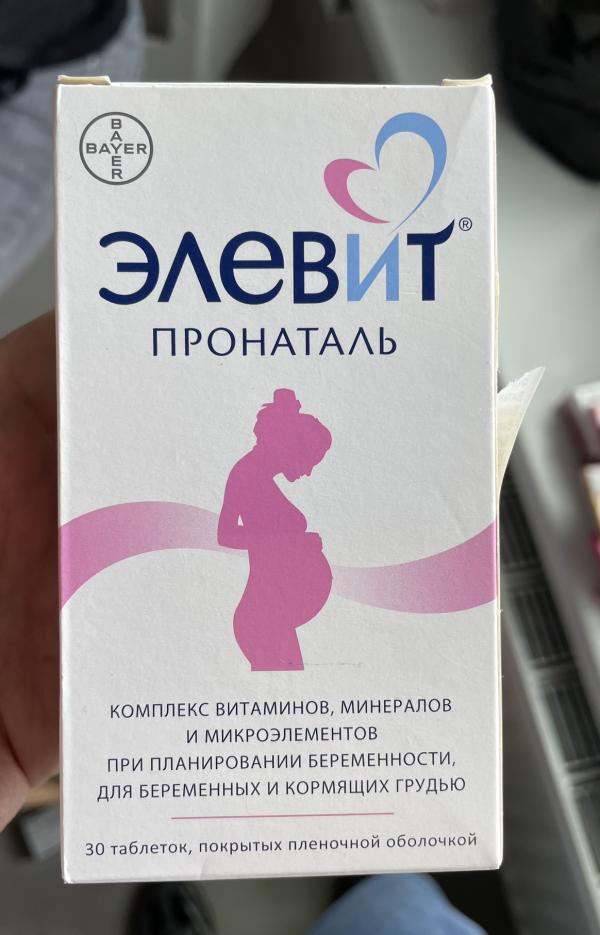 BAYER
BAYER
ЭЛЕВИТ®
ПРОНАТАЛЬ
КОМПЛЕКС ВИТАМИНОВ, МИНЕРАЛОВ
И МИКРОЭЛЕМЕНТОВ
ПРИ ПЛАНИРОВАНИИ БЕРЕМЕННОСТИ,
ДЛЯ БЕРЕМЕННЫХ И КОРМЯЩИХ ГРУДЬЮ
30 таблеток, покрытых пленочной оболочкой